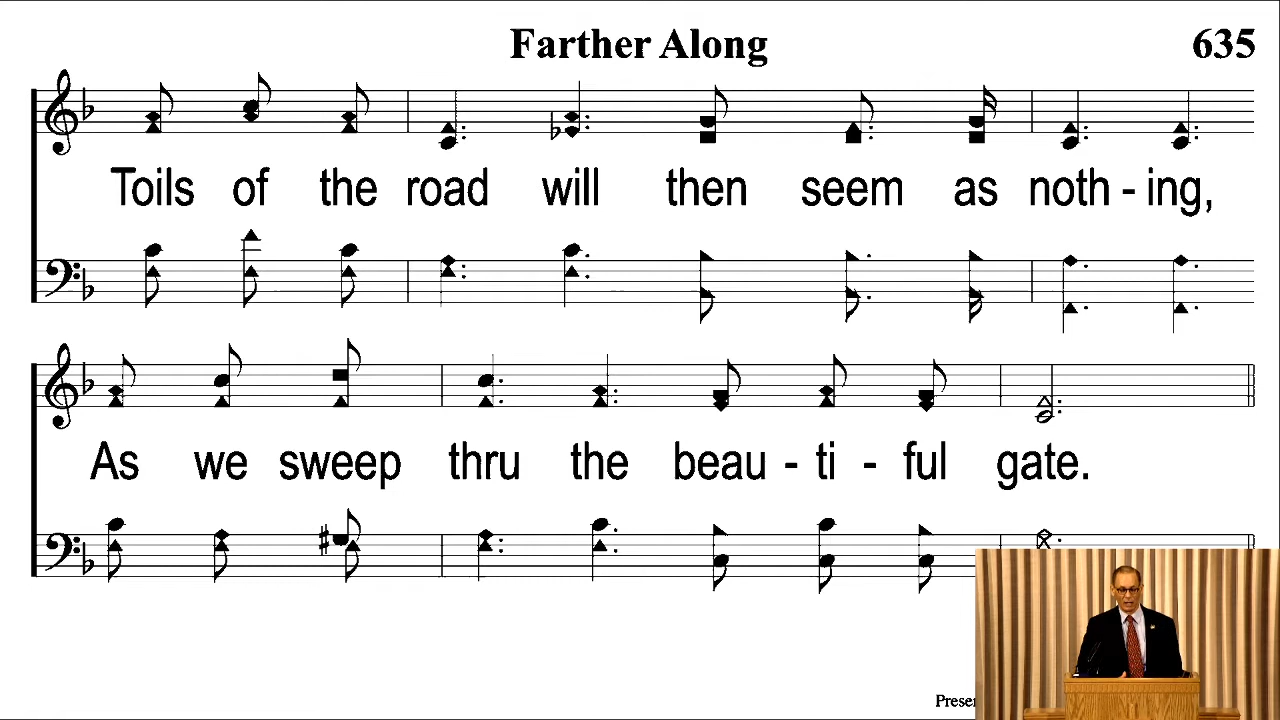 Farther Along 635
Toils of the road will then seem as noth - ing,
As we sweep thru the beau - ti - ful gate.